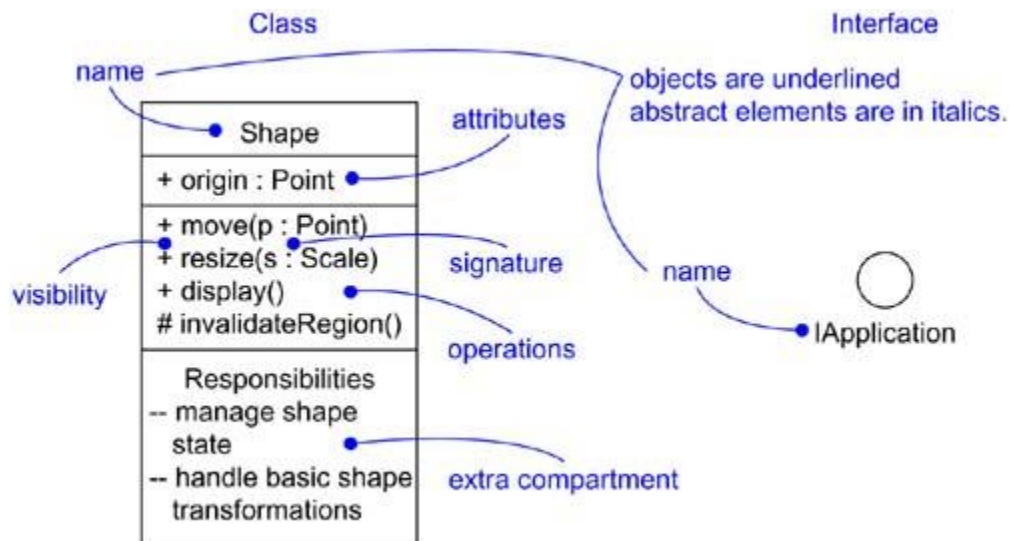 Class
Interface
name
objects are underlined
abstract elements are in italics.
attributes
Shape
+ origin : Point
+ move(p : Point)
+ resize(s : Scale)
+ display()
# invalidateRegion()
visibility
signature
operations
name
IApplication
Responsibilities
-- manage shape
state
-- handle basic shape
transformations
extra compartment